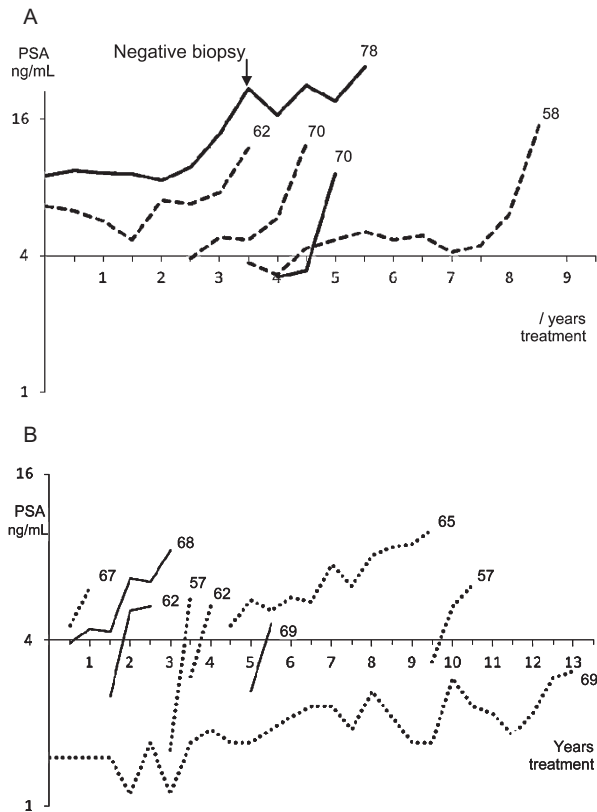 A
PSA
ng/mL
Negative biopsy
78
16
62
70
58
70
4
1 2 3 4 5 6 7 8 9
/ years
treatment
1
B
16
PSA
ng/mL
65
68
67
57
62
62
57
69
4
1 2 3 4 5 6 7 8 9 10 11 12 13
69
Years
treatment
1